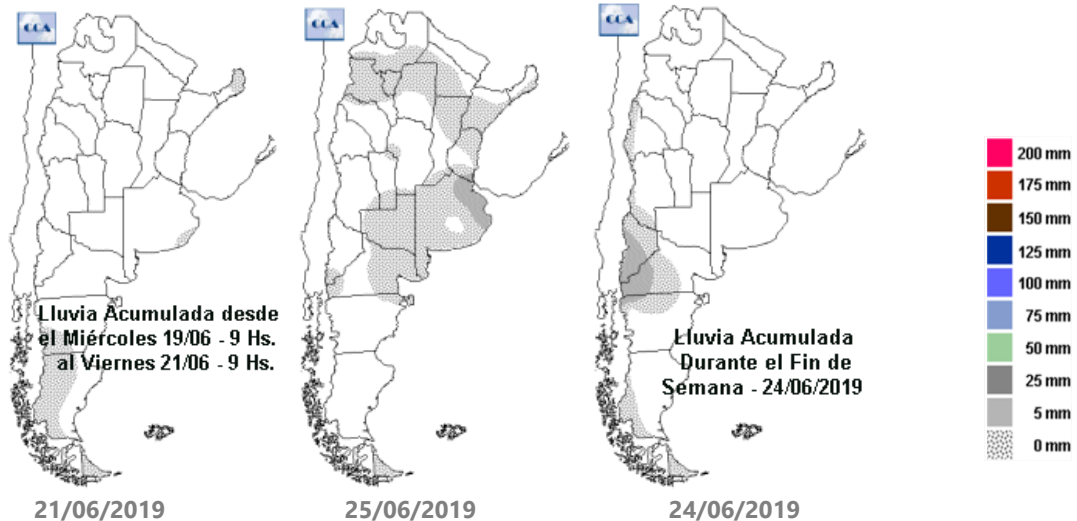 CCA
CCA
CCA
Lluvia Acumulada desde
el Miércoles 19/06 - 9 Hs.
al Viernes 21/06 - 9 Hs.
Lluvia Acumulada
Durante el Fin de
Semana - 24/06/2019
200 mm
175 mm
150 mm
125 mm
100 mm
75 mm
50 mm
25 mm
5 mm
0 mm
21/06/2019
25/06/2019
24/06/2019